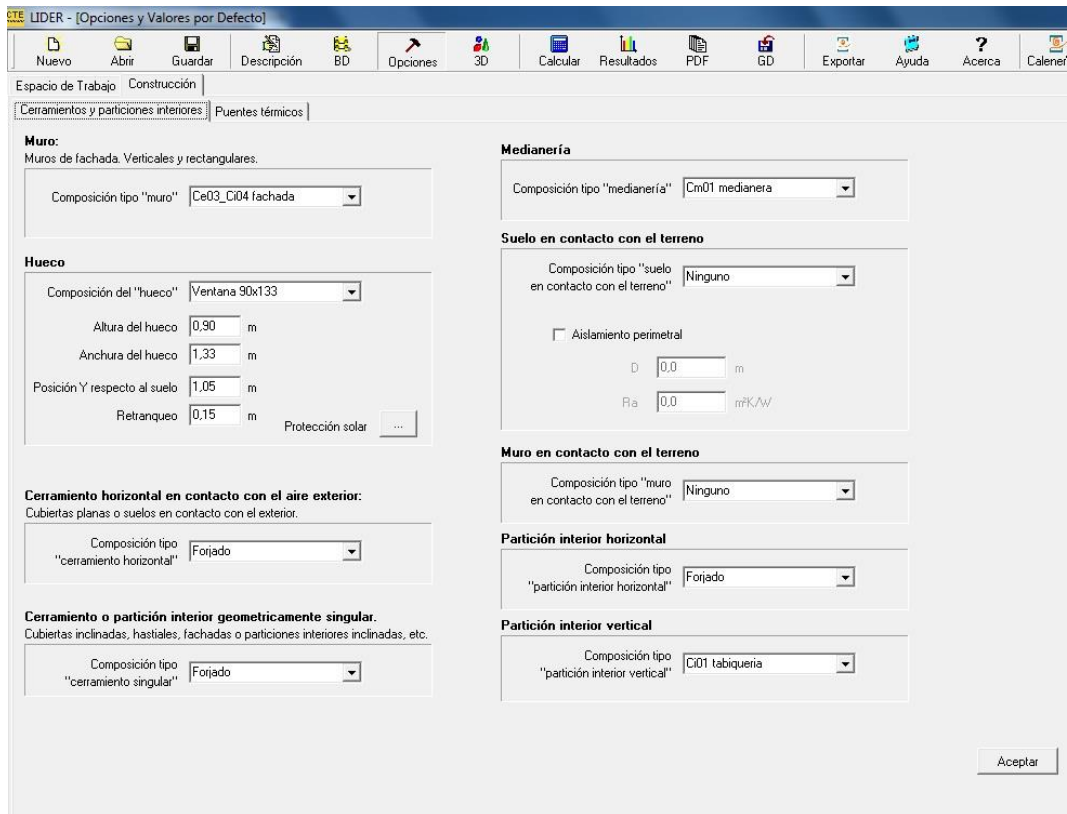 CTE LIDER - [Opciones y Valores por Defecto]
Nuevo Abrir Guardar Descripción BD Opciones 3D Calcular Resultados PDF GD Exportar Ayuda Acerca Calener
Espacio de Trabajo Construcción
Cerramientos y particiones interiores Puentes térmicos
Muro:
Muros de fachada. Verticales y rectangulares.
Composición tipo "muro" Ce03_Ci04 fachada
Hueco
Composición del "hueco" Ventana 90x133
Altura del hueco 0,90 m
Anchura del hueco 1,33 m
Posición Y respecto al suelo 1,05 m
Retranqueo 0,15 m
Protección solar ...
Cerramiento horizontal en contacto con el aire exterior:
Cubiertas planas o suelos en contacto con el exterior.
Composición tipo
"cerramiento horizontal" Forjado
Cerramiento o partición interior geometricamente singular.
Cubiertas inclinadas, hastiales, fachadas o particiones interiores inclinadas, etc.
Composición tipo
"cerramiento singular" Forjado
Medianería
Composición tipo "medianería" Cm01 medianera
Suelo en contacto con el terreno
Composición tipo "suelo
en contacto con el terreno" Ninguno
Aislamiento perimetral
D 0,0 m
Ra 0,0 m²K/W
Muro en contacto con el terreno
Composición tipo "muro
en contacto con el terreno" Ninguno
Partición interior horizontal
Composición tipo
"partición interior horizontal" Forjado
Partición interior vertical
Composición tipo
"partición interior vertical" Ci01 tabiqueria
Aceptar